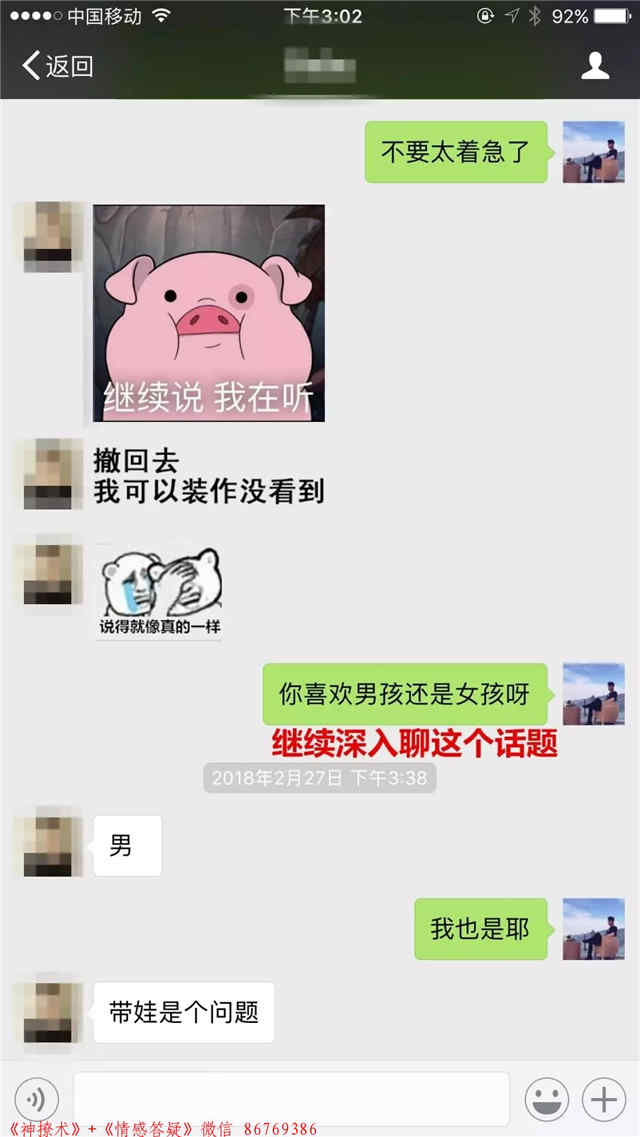 中国移动
下午3:02
92%
返回
不要太着急了
继续说 我在听
撤回去
我可以装作没看到
说得就像真的一样
你喜欢男孩还是女孩呀
继续深入聊这个话题
2018年2月27日 下午3:38
男
我也是耶
带娃是个问题
《神撩术》+《情感答疑》微信 86769386